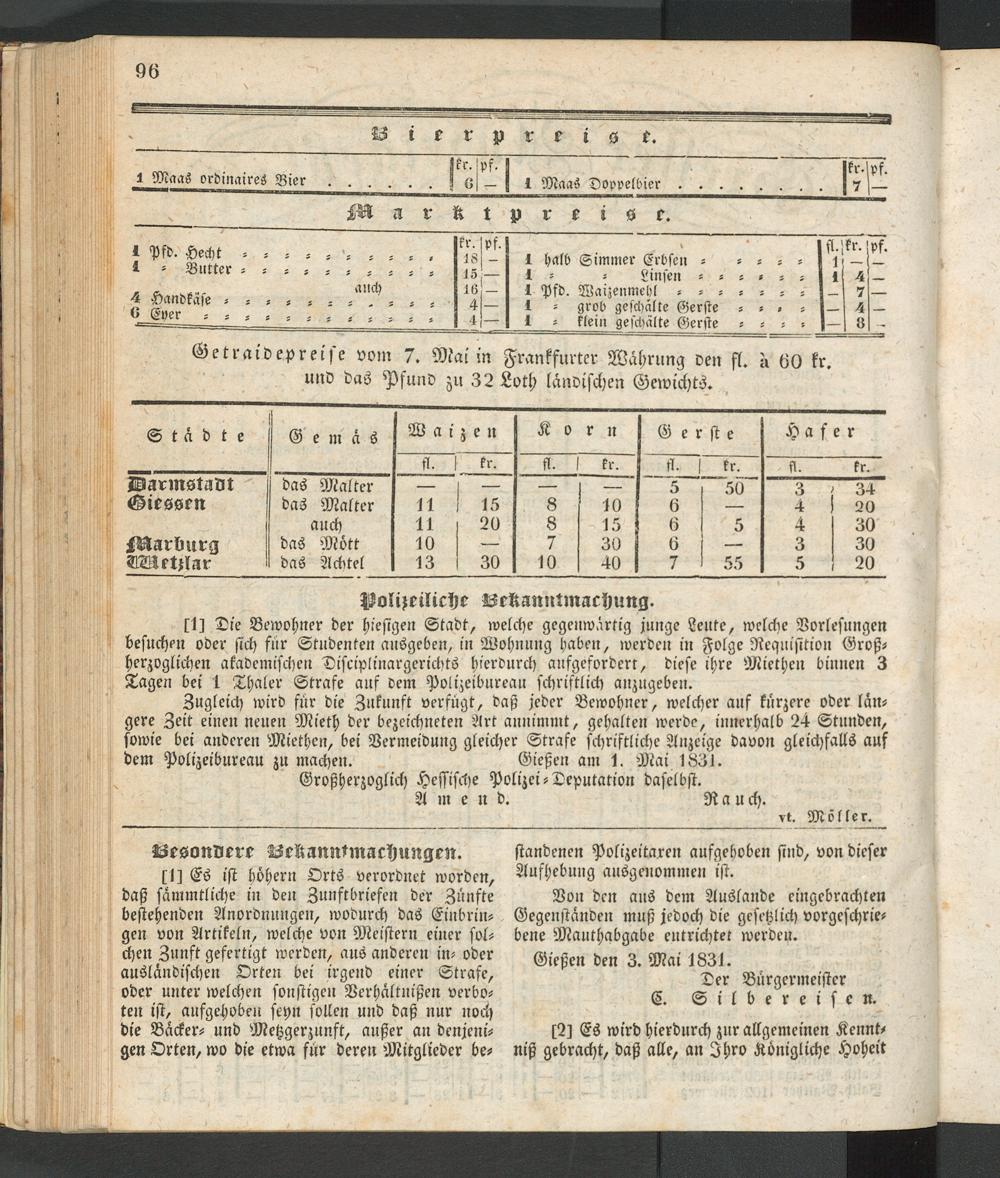 96
Bierpreise.
kr. pf. kr. pf.
1 Maas ordinaires Bier . . . . . . 6 — 1 Maas Doppelbier . . . . . . . . 7 —
Marktpreise.
kr. pf. fl. kr. pf.
1 Pfd. Hecht 18 — 1 halb Simmer Erbsen 1 — —
1 " Butter 15 — 1 " " Linsen 1 4 —
auch 16 — 1 Pfd. Waizenmehl — 7 —
4 Handkäse 4 — 1 " grob geschälte Gerste — 4 —
6 Eyer 4 — 1 " klein geschälte Gerste — 8 —
Getraidepreise vom 7. Mai in Frankfurter Währung den fl. à 60 kr.
und das Pfund zu 32 Loth ländischen Gewichts.
Städte Gemäs Waizen Korn Gerste Hafer
fl. kr. fl. kr. fl. kr. fl. kr.
Darmstadt das Malter — — — — 5 50 3 34
Giessen das Malter 11 15 8 10 6 — 4 20
auch 11 20 8 15 6 5 4 30
Marburg das Mött 10 — 7 30 6 — 3 30
Wetzlar das Achtel 13 30 10 40 7 55 5 20
Polizeiliche Bekanntmachung.
[1] Die Bewohner der hiesigen Stadt, welche gegenwärtig junge Leute, welche Vorlesungen
besuchen oder sich für Studenten ausgeben, in Wohnung haben, werden in Folge Requisition Groß-
herzoglichen akademischen Disciplinargerichts hierdurch aufgefordert, diese ihre Miethen binnen 3
Tagen bei 1 Thaler Strafe auf dem Polizeibureau schriftlich anzugeben.
Zugleich wird für die Zukunft verfügt, daß jeder Bewohner, welcher auf kürzere oder län-
gere Zeit einen neuen Mieth der bezeichneten Art annimmt, gehalten werde, innerhalb 24 Stunden,
sowie bei anderen Miethen, bei Vermeidung gleicher Strafe schriftliche Anzeige davon gleichfalls auf
dem Polizeibureau zu machen. Gießen am 1. Mai 1831.
Großherzoglich Hessische Polizei-Deputation daselbst.
Amend. Rauch.
vt. Möller.
Besondere Bekanntmachungen.
[1] Es ist höhern Orts verordnet worden,
daß sämmtliche in den Zunftbriefen der Zünfte
bestehenden Anordnungen, wodurch das Einbrin-
gen von Artikeln, welche von Meistern einer sol-
chen Zunft gefertigt werden, aus anderen in- oder
ausländischen Orten bei irgend einer Strafe,
oder unter welchen sonstigen Verhältnißen verbo-
ten ist, aufgehoben seyn sollen und daß nur noch
die Bäcker- und Metzgerzunft, außer an denjeni-
gen Orten, wo die etwa für deren Mitglieder be-
standenen Polizeitaxen aufgehoben sind, von dieser
Aufhebung ausgenommen ist.
Von den aus dem Auslande eingebrachten
Gegenständen muß jedoch die gesetzlich vorgeschrie-
bene Mauthabgabe entrichtet werden.
Gießen den 3. Mai 1831.
Der Bürgermeister
C. Silbereisen.
[2] Es wird hierdurch zur allgemeinen Kennt-
niß gebracht, daß alle, an Ihro Königliche Hoheit